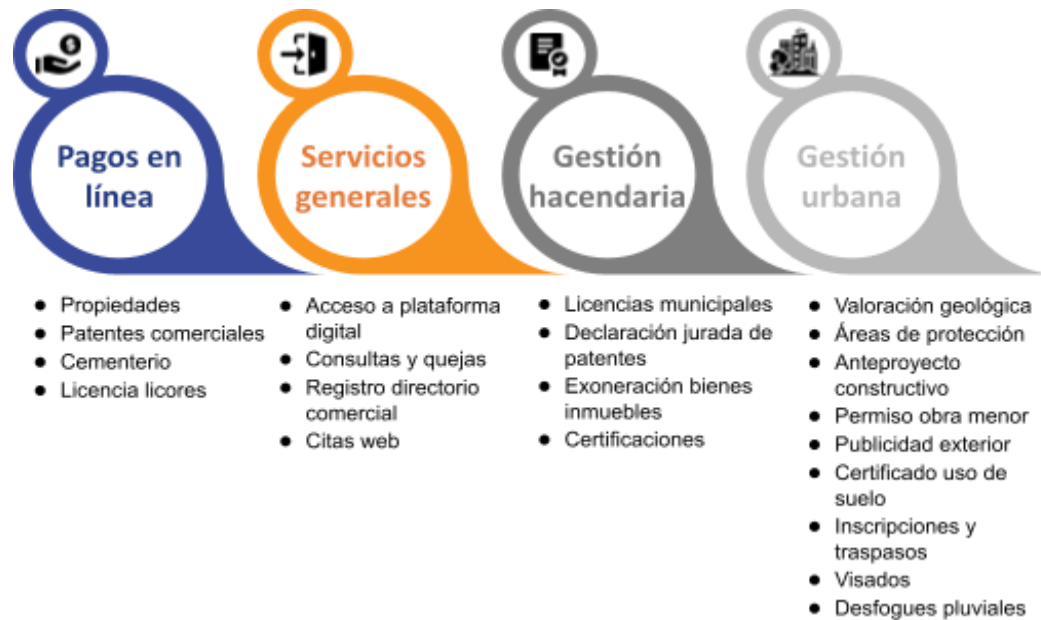 Pagos en
línea
Servicios
generales
Gestión
hacendaria
Gestión
urbana
● Propiedades
● Patentes comerciales
● Cementerio
● Licencia licores
● Acceso a plataforma
digital
● Consultas y quejas
● Registro directorio
comercial
● Citas web
● Licencias municipales
● Declaración jurada de
patentes
● Exoneración bienes
inmuebles
● Certificaciones
● Valoración geológica
● Áreas de protección
● Anteproyecto
constructivo
● Permiso obra menor
● Publicidad exterior
● Certificado uso de
suelo
● Inscripciones y
traspasos
● Visados
● Desfogues pluviales